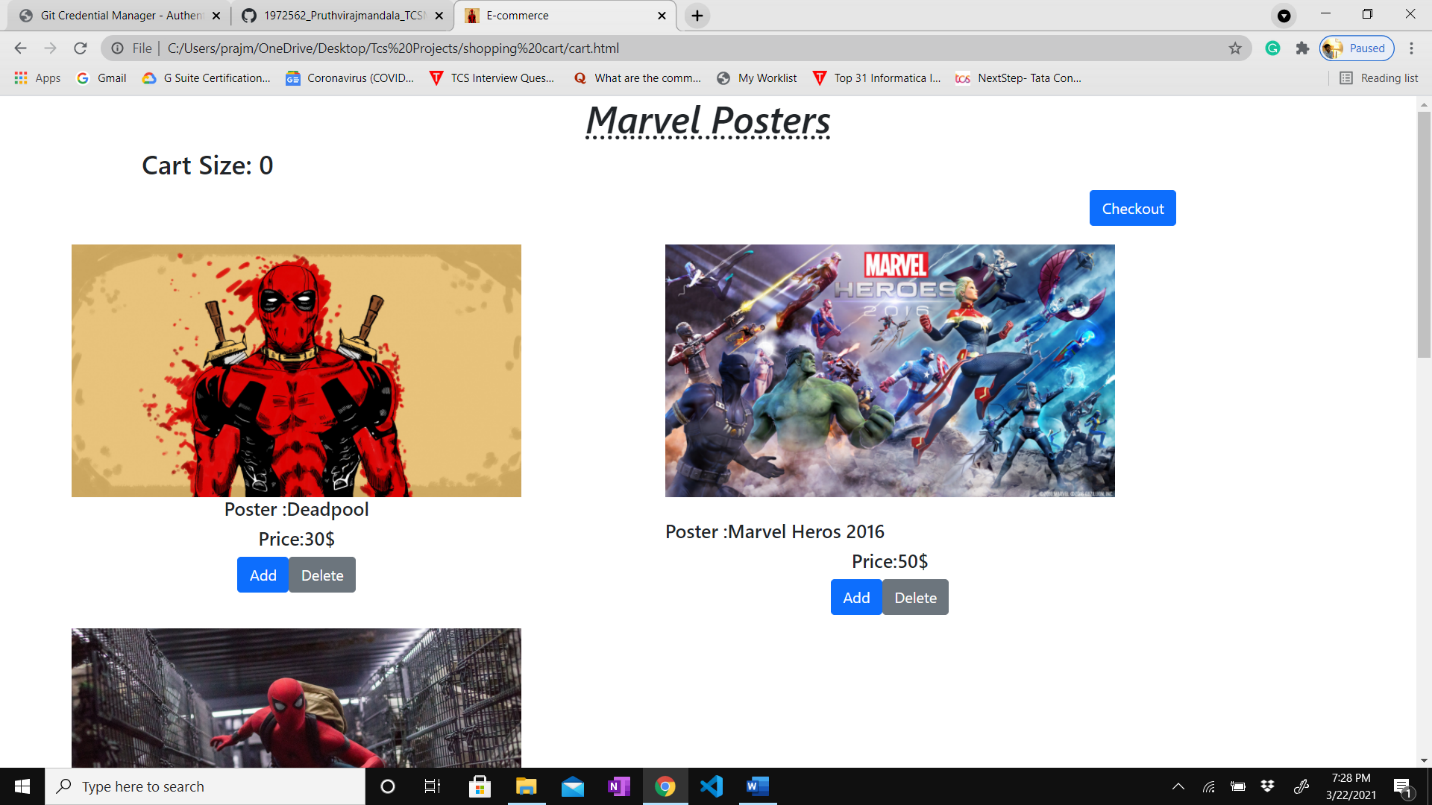 Git Credential Manager - Authen
1972562_Pruthvirajmandala_TCS
E-commerce
File | C:/Users/prajm/OneDrive/Desktop/Tcs%20Projects/shopping%20cart/cart.html
Paused
Apps
Gmail
G Suite Certification...
Coronavirus (COVID...
TCS Interview Ques...
What are the comm...
My Worklist
Top 31 Informatica I...
NextStep- Tata Con...
Reading list
Marvel Posters
Cart Size: 0
Checkout
MARVEL
HEROES
2016
Poster :Deadpool
Price:30$
Add Delete
Poster :Marvel Heros 2016
Price:50$
Add Delete
Type here to search
7:28 PM
3/22/2021
1